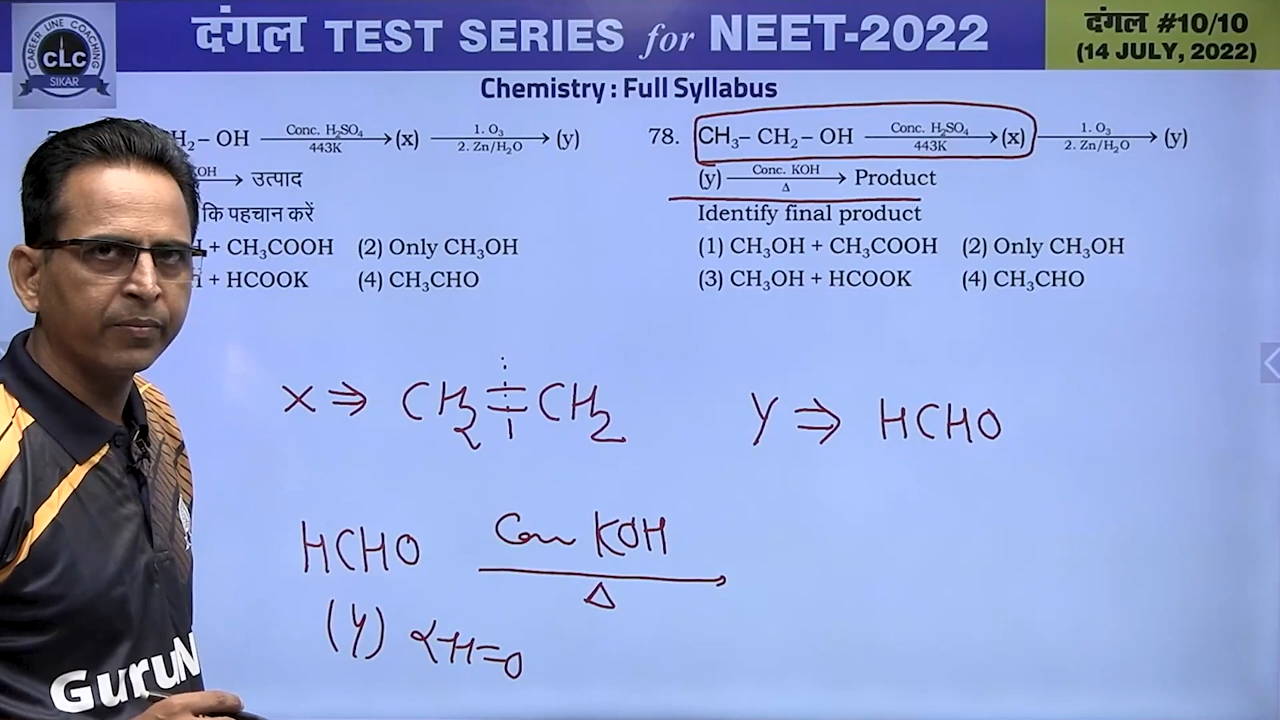 दंगल TEST SERIES for NEET-2022
दंगल #10/10
(14 JULY, 2022)
CAREER LINE COACHING
CLC
SIKAR
Chemistry : Full Syllabus
H₂– OH —Conc. H₂SO₄ / 443K→ (x) —1. O₃ / 2. Zn/H₂O→ (y)
OH → उत्पाद
कि पहचान करें
+ CH₃COOH (2) Only CH₃OH
+ HCOOK (4) CH₃CHO
78. CH₃– CH₂– OH —Conc. H₂SO₄ / 443K→ (x) —1. O₃ / 2. Zn/H₂O→ (y)
(y) —Conc. KOH / Δ→ Product
Identify final product
(1) CH₃OH + CH₃COOH (2) Only CH₃OH
(3) CH₃OH + HCOOK (4) CH₃CHO
X ⇒ CH₂=CH₂
Y ⇒ HCHO
HCHO —Con KOH / Δ→
(Y) αH=0
GuruN